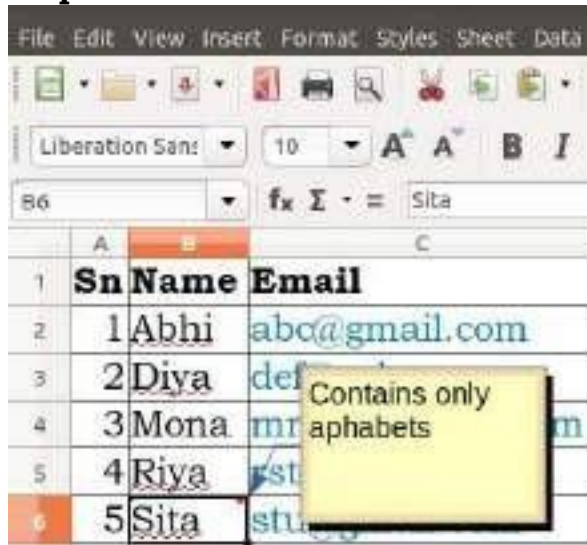 File Edit View Insert Format Styles Sheet Data
Liberation Sans 10 A A B I
B6 fx Σ = Sita
A B C
1 Sn Name Email
2 1 Abhi abc@gmail.com
3 2 Diya
4 3 Mona
Contains only
aphabets
5 4 Riya
6 5 Sita